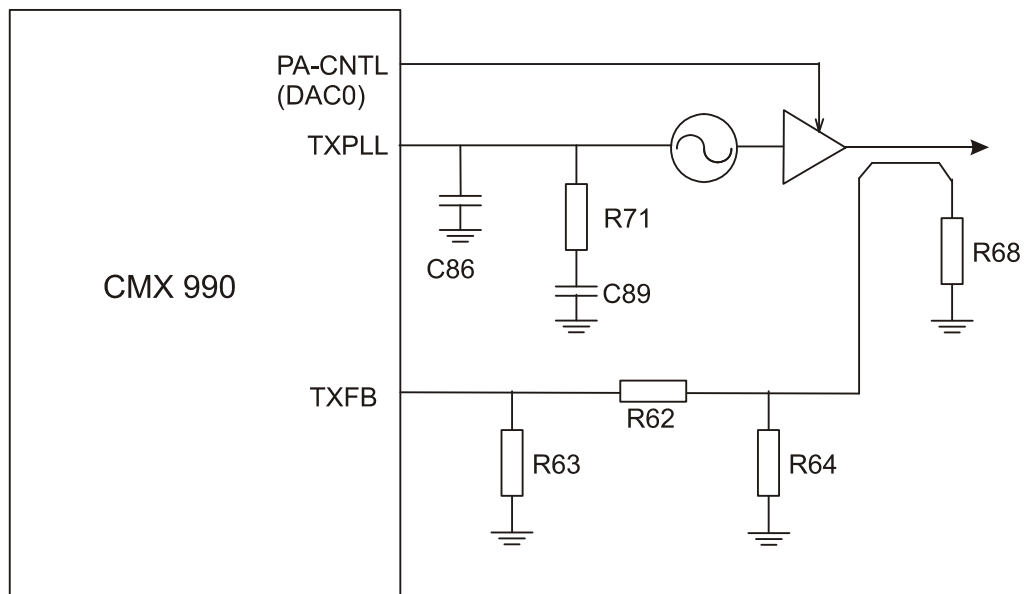 PA-CNTL
(DAC0)
TXPLL
R71
R68
C86
CMX 990
C89
TXFB
R62
R63
R64